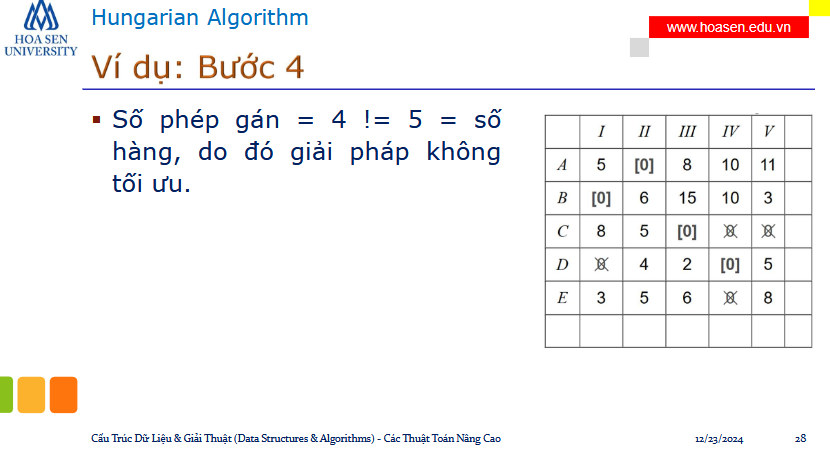 HOA SEN
UNIVERSITY
Hungarian Algorithm
www.hoasen.edu.vn
Ví dụ: Bước 4
Số phép gán = 4 != 5 = số
hàng, do đó giải pháp không
tối ưu.
I II III IV V
A 5 [0] 8 10 11
B [0] 6 15 10 3
C 8 5 [0] 0 0
D 0 4 2 [0] 5
E 3 5 6 0 8
Cấu Trúc Dữ Liệu & Giải Thuật (Data Structures & Algorithms) - Các Thuật Toán Nâng Cao
12/23/2024
28